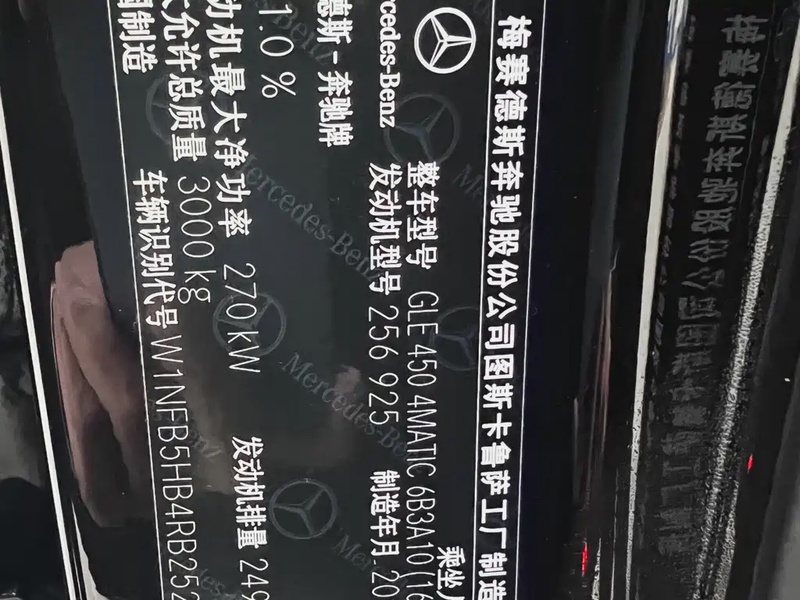 梅赛德斯奔驰股份公司图斯卡鲁萨工厂制造
cedes-Benz
整车型号 GLE 450 4MATIC 6B3A10(16
乘坐
发动机型号 256 925 制造年月 20
德斯-奔驰牌
1.0 %
动机最大净功率 270 kW 发动机排量 249
允许总质量 3000 kg
制造 车辆识别代号 W1NFB5HB4RB252